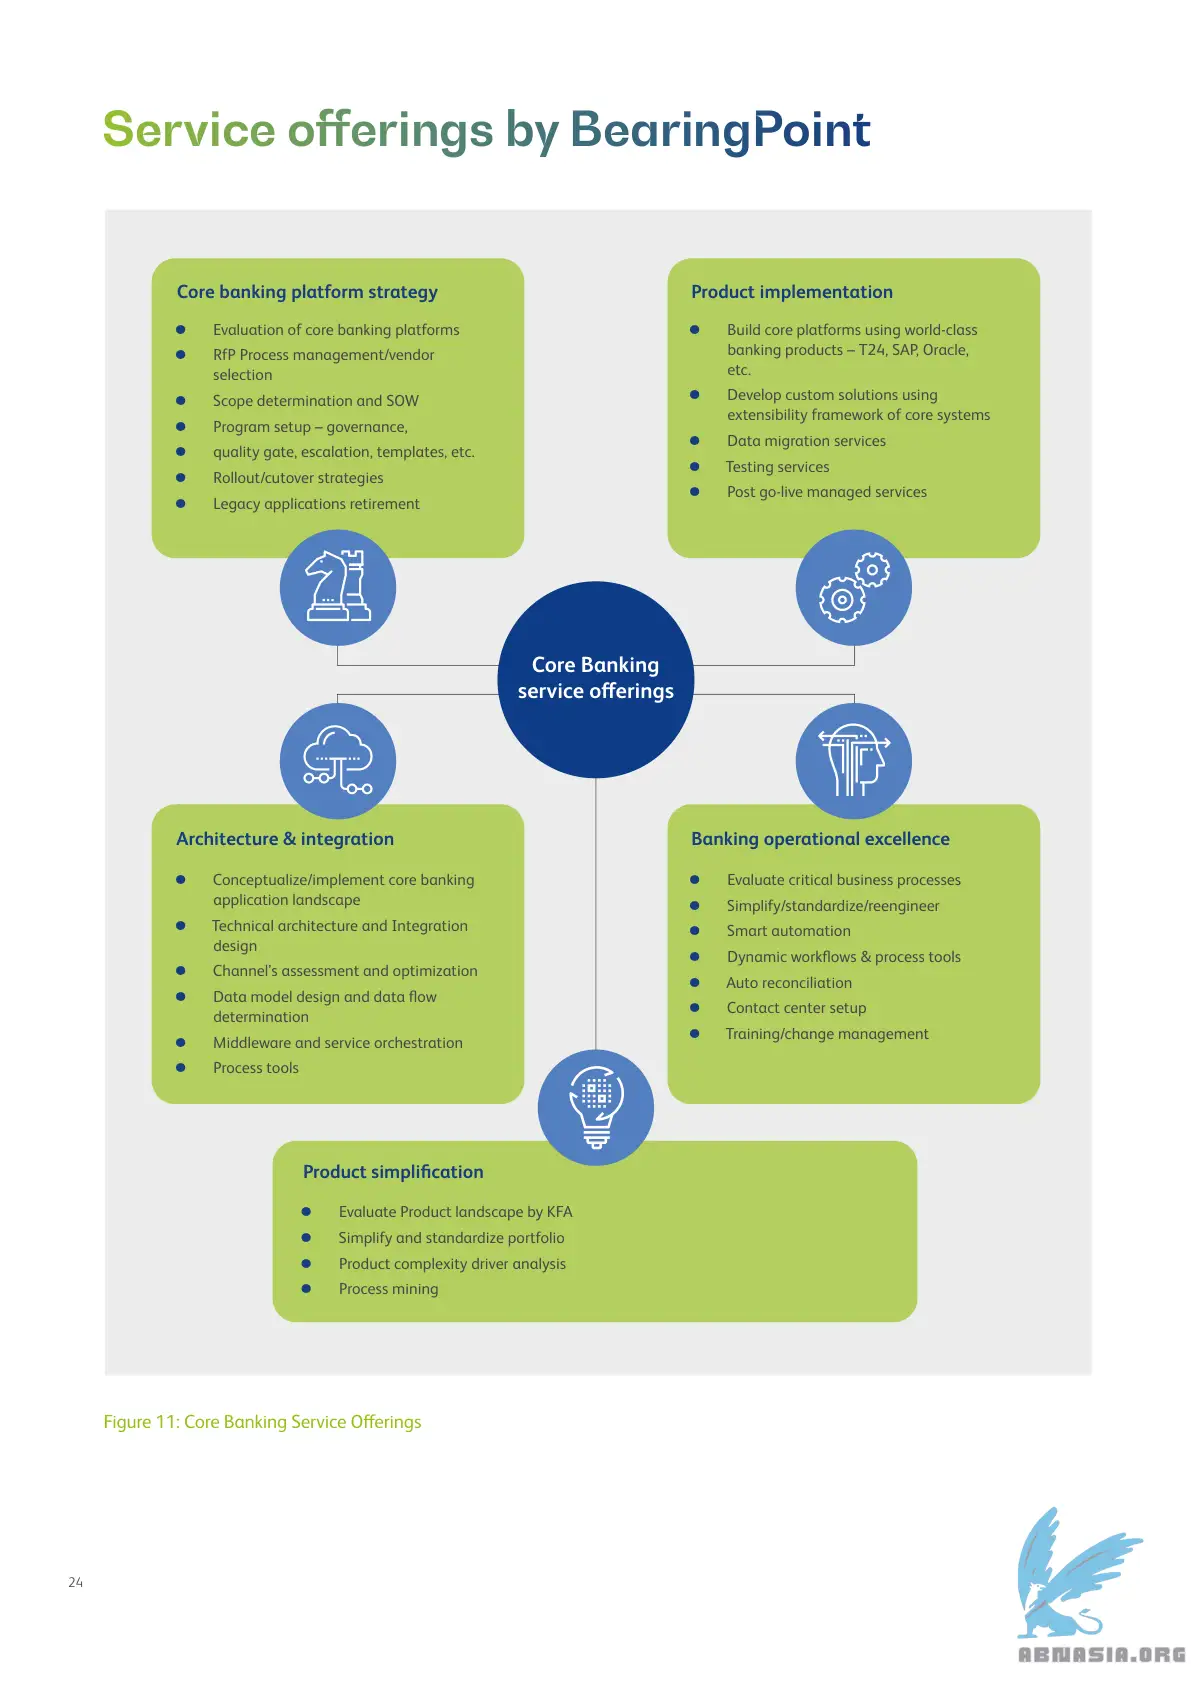 Service offerings by BearingPoint
Core banking platform strategy
Evaluation of core banking platforms
RfP Process management/vendor
selection
Scope determination and SOW
Program setup – governance,
quality gate, escalation, templates, etc.
Rollout/cutover strategies
Legacy applications retirement
Product implementation
Build core platforms using world-class
banking products – T24, SAP, Oracle,
etc.
Develop custom solutions using
extensibility framework of core systems
Data migration services
Testing services
Post go-live managed services
Core Banking
service offerings
Architecture & integration
Conceptualize/implement core banking
application landscape
Technical architecture and Integration
design
Channel's assessment and optimization
Data model design and data flow
determination
Middleware and service orchestration
Process tools
Banking operational excellence
Evaluate critical business processes
Simplify/standardize/reengineer
Smart automation
Dynamic workflows & process tools
Auto reconciliation
Contact center setup
Training/change management
Product simplification
Evaluate Product landscape by KFA
Simplify and standardize portfolio
Product complexity driver analysis
Process mining
Figure 11: Core Banking Service Offerings
24
ABNASIA.ORG